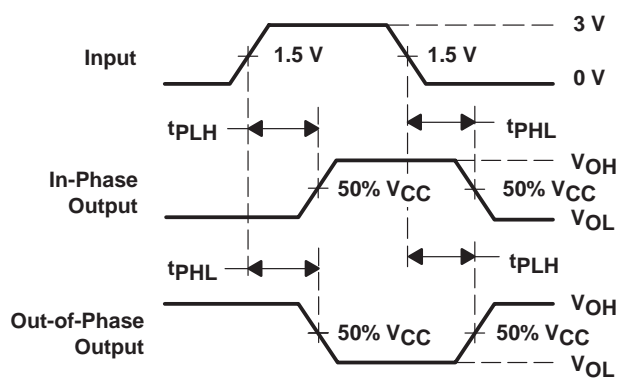 3 V
Input
1.5 V
1.5 V
0 V
tPLH
tPHL
VOH
In-Phase
Output
50% VCC
50% VCC
VOL
tPHL
tPLH
VOH
Out-of-Phase
Output
50% VCC
50% VCC
VOL